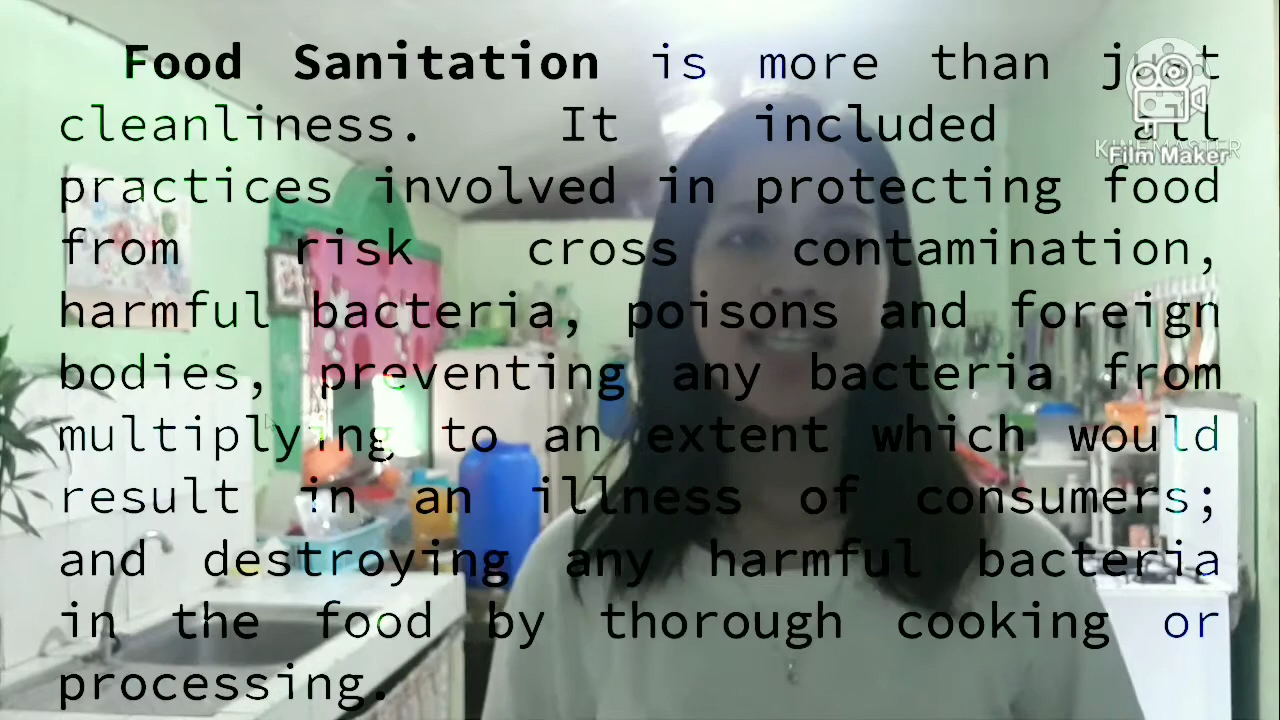 Food Sanitation is more than just
cleanliness. It included all
practices involved in protecting food
from risk cross contamination,
harmful bacteria, poisons and foreign
bodies, preventing any bacteria from
multiplying to an extent which would
result in an illness of consumers;
and destroying any harmful bacteria
in the food by thorough cooking or
processing.
KINEMASTER
Film Maker